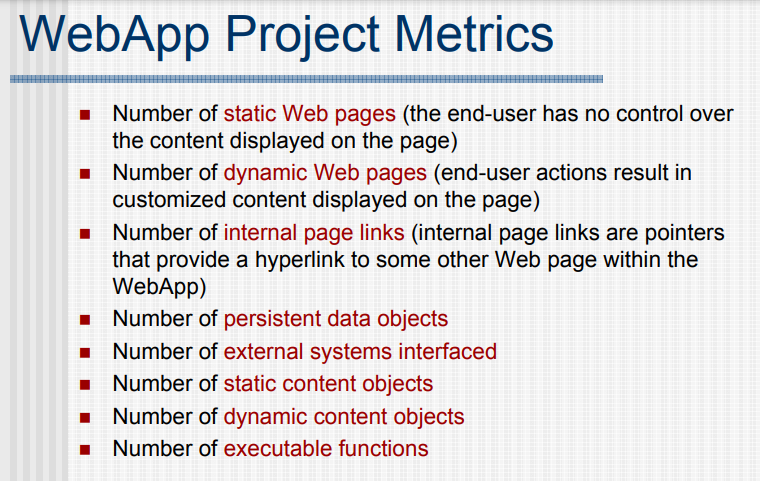 WebApp Project Metrics
■ Number of static Web pages (the end-user has no control over
the content displayed on the page)
■ Number of dynamic Web pages (end-user actions result in
customized content displayed on the page)
■ Number of internal page links (internal page links are pointers
that provide a hyperlink to some other Web page within the
WebApp)
■ Number of persistent data objects
■ Number of external systems interfaced
■ Number of static content objects
■ Number of dynamic content objects
■ Number of executable functions